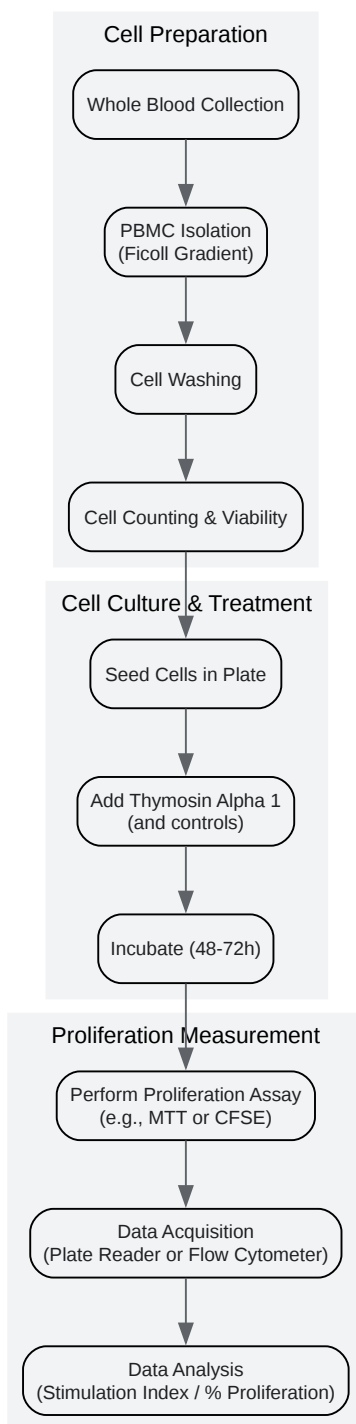 Cell Preparation
Whole Blood Collection
PBMC Isolation
(Ficoll Gradient)
Cell Washing
Cell Counting & Viability
Cell Culture & Treatment
Seed Cells in Plate
Add Thymosin Alpha 1
(and controls)
Incubate (48-72h)
Proliferation Measurement
Perform Proliferation Assay
(e.g., MTT or CFSE)
Data Acquisition
(Plate Reader or Flow Cytometer)
Data Analysis
(Stimulation Index / % Proliferation)